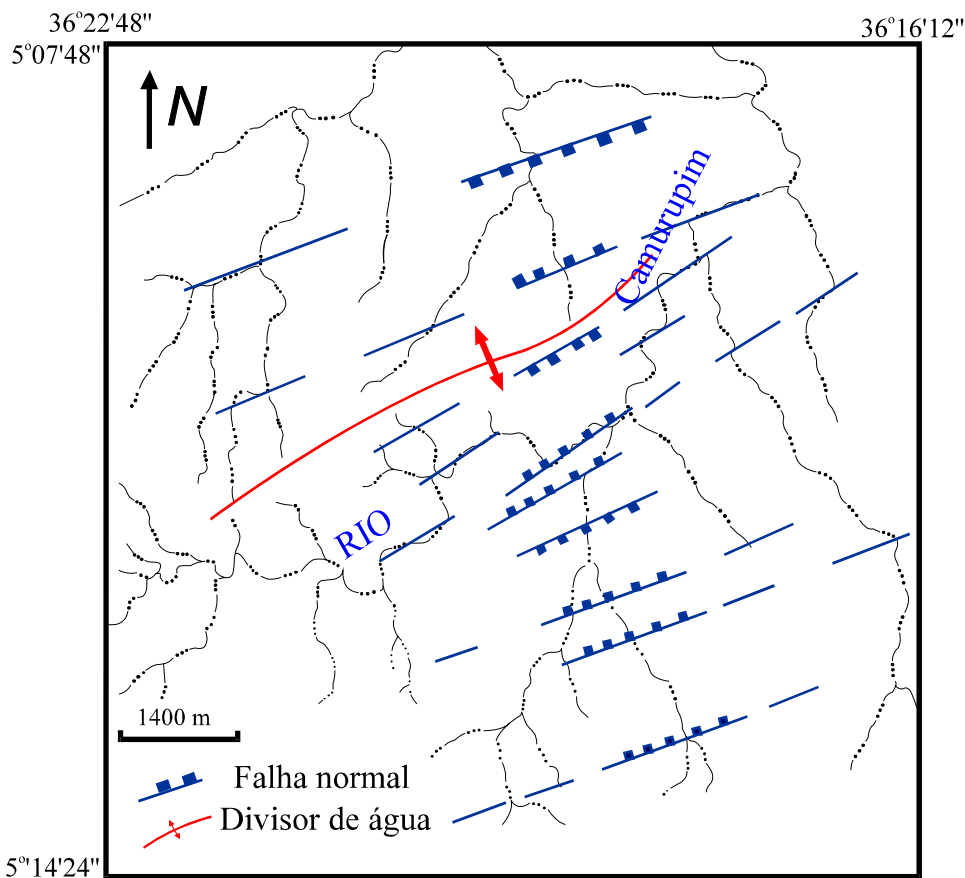 36°22'48"
36°16'12"
5°07'48"
N
Camurupim
RIO
1400 m
Falha normal
Divisor de água
5°14'24"